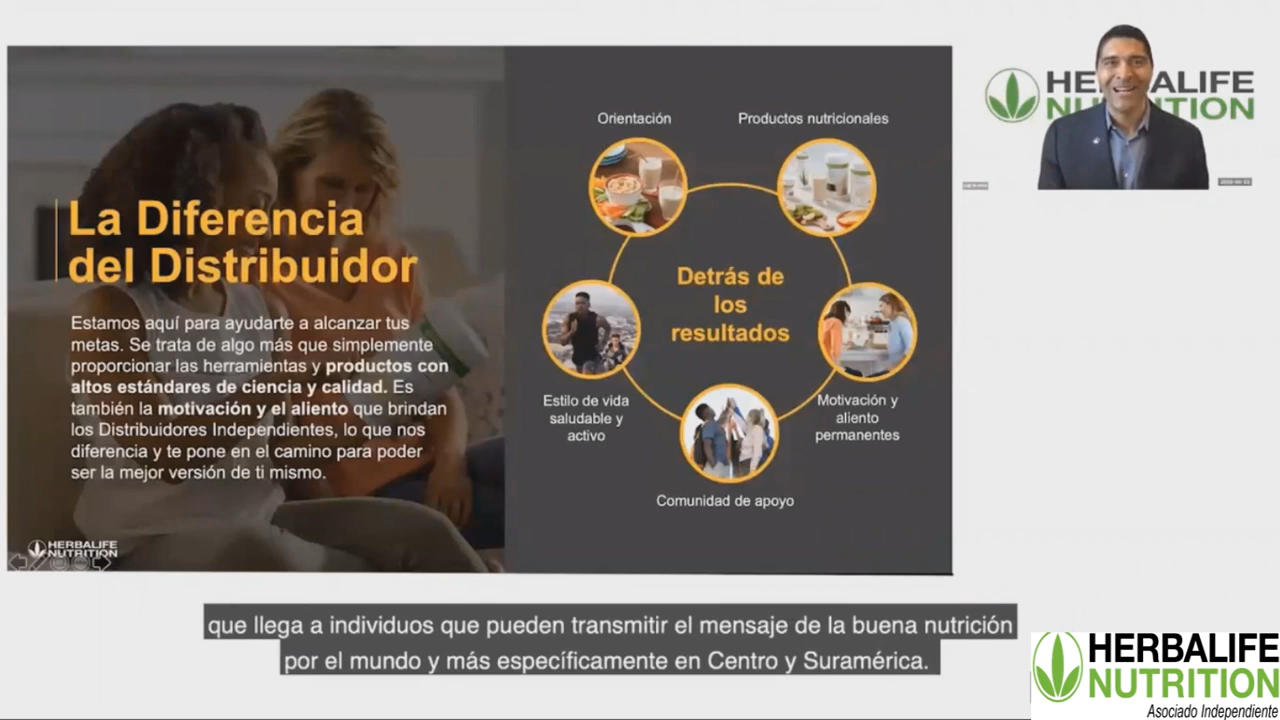 La Diferencia
del Distribuidor
Estamos aquí para ayudarte a alcanzar tus
metas. Se trata de algo más que simplemente
proporcionar las herramientas y productos con
altos estándares de ciencia y calidad. Es
también la motivación y el aliento que brindan
los Distribuidores Independientes, lo que nos
diferencia y te pone en el camino para poder
ser la mejor versión de ti mismo.
HERBALIFE
NUTRITION
Orientación
Productos nutricionales
Detrás de
los
resultados
Estilo de vida
saludable y
activo
Motivación y
aliento
permanentes
Comunidad de apoyo
HERBALIFE
NUTRITION
que llega a individuos que pueden transmitir el mensaje de la buena nutrición
por el mundo y más específicamente en Centro y Suramérica.
HERBALIFE
NUTRITION
Asociado Independiente